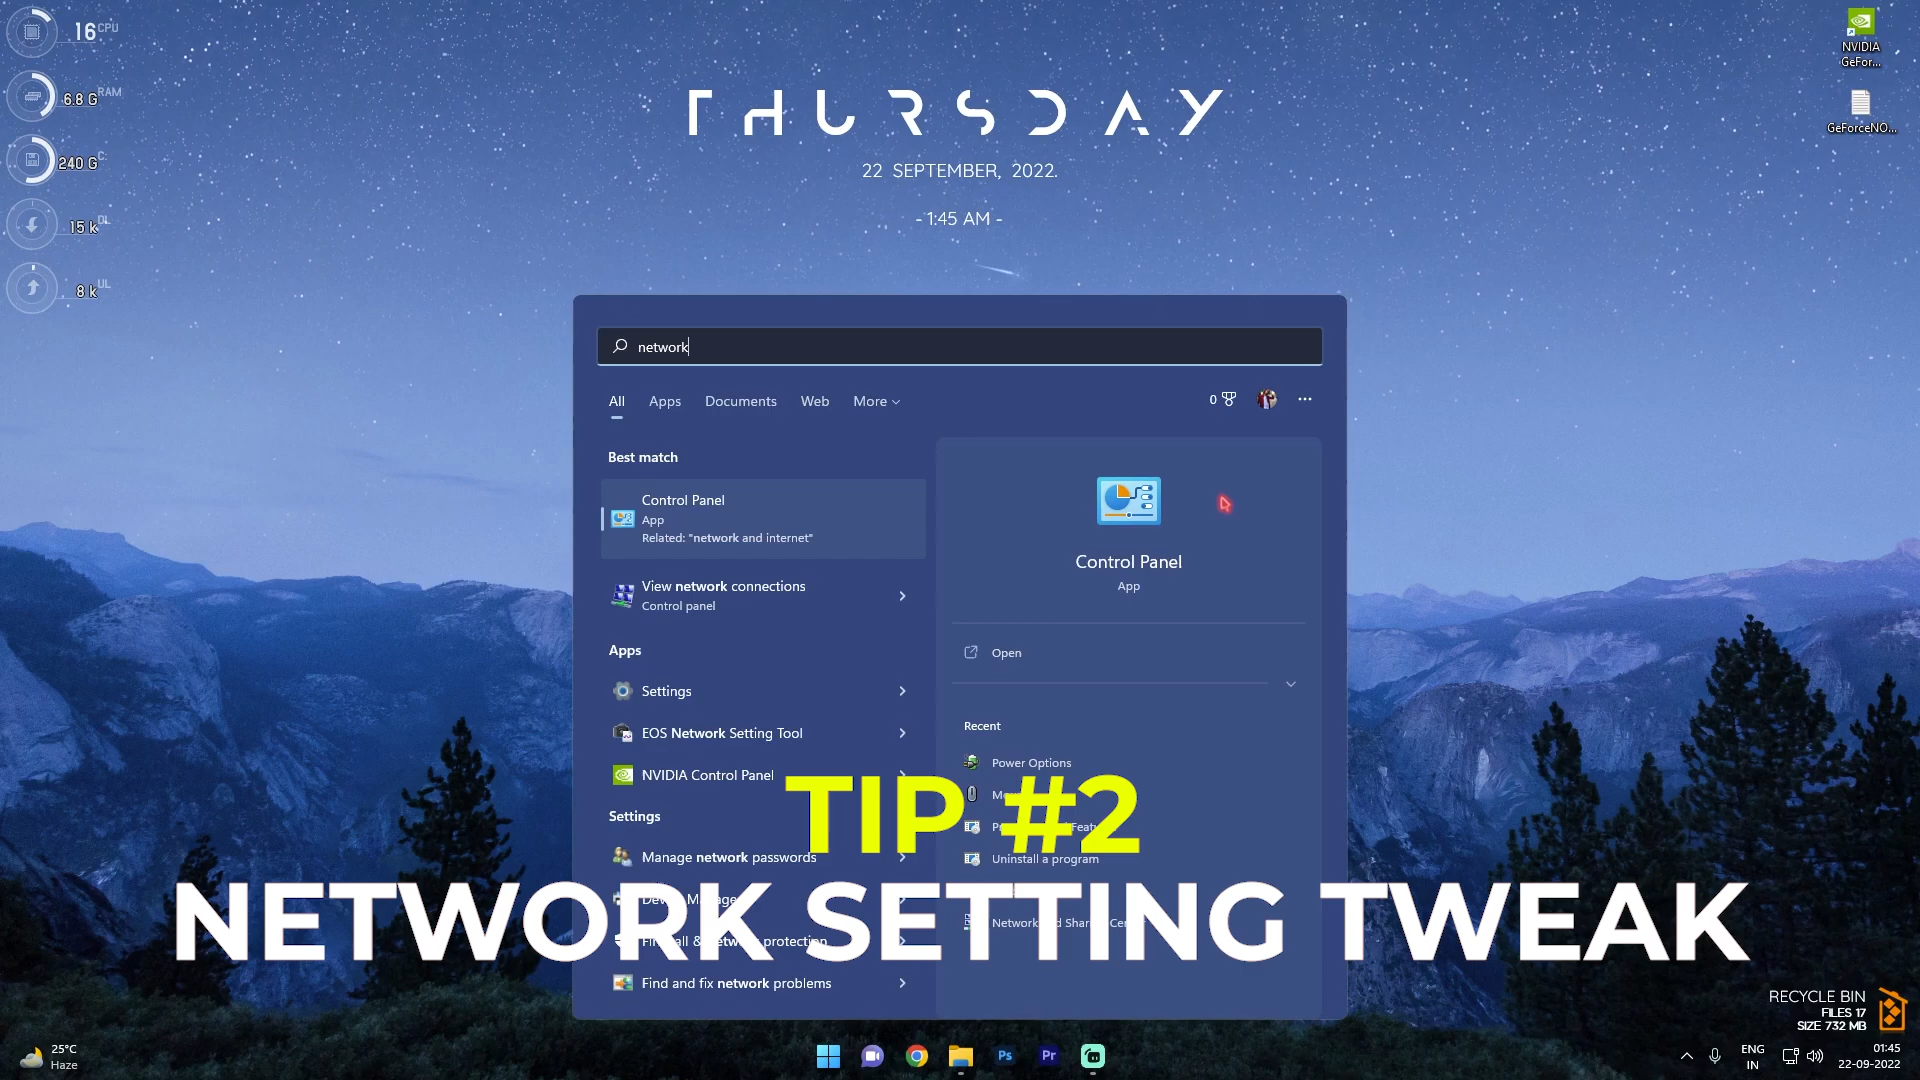 16 CPU
6.8 G RAM
240 G C:
15 k DL
8 k UL
THURSDAY
22 SEPTEMBER, 2022.
- 1:45 AM -
NVIDIA
GeFor...
GeForceNO...
network
All Apps Documents Web More
0
Best match
Control Panel
App
Related: "network and internet"
View network connections
Control panel
Apps
Settings
EOS Network Setting Tool
NVIDIA Control Panel
Settings
Manage network passwords
Find and fix network problems
Control Panel
App
Open
Recent
Power Options
Uninstall a program
TIP #2
NETWORK SETTING TWEAK
RECYCLE BIN
FILES 17
SIZE 732 MB
25°C
Haze
Ps
Pr
ENG
IN
01:45
22-09-2022